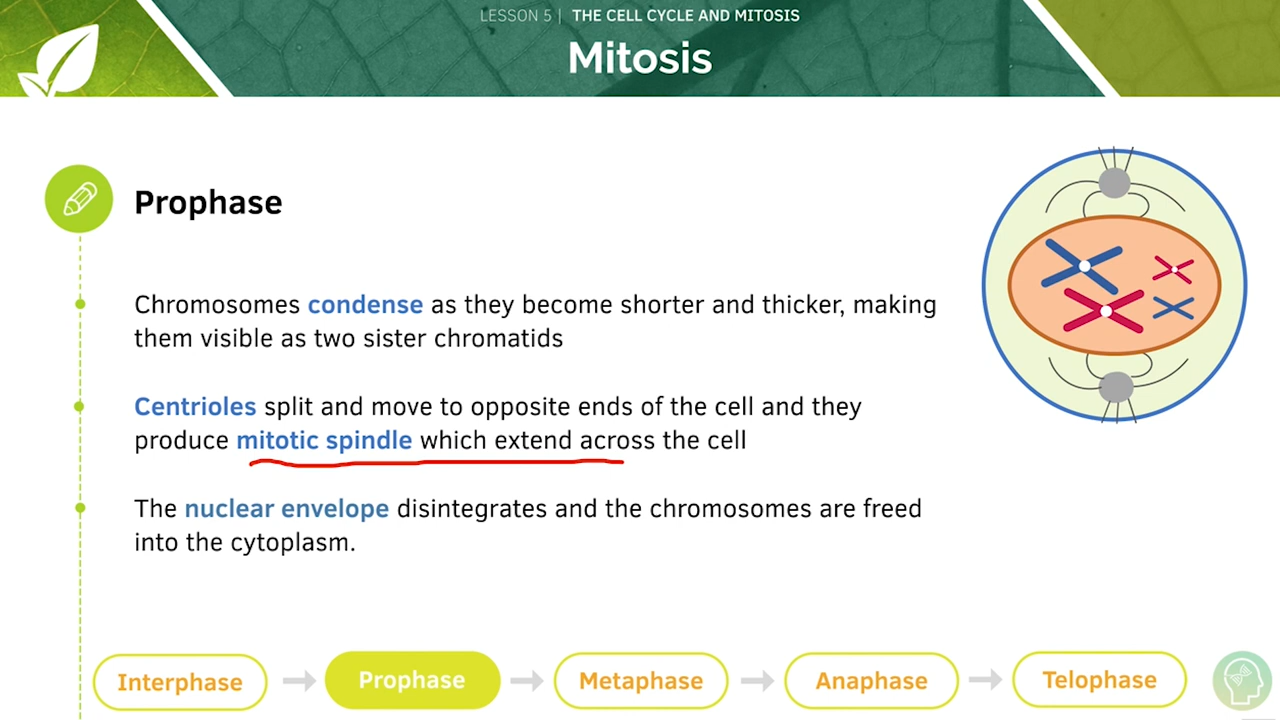 LESSON 5 | THE CELL CYCLE AND MITOSIS
Mitosis
Prophase
Chromosomes condense as they become shorter and thicker, making
them visible as two sister chromatids
Centrioles split and move to opposite ends of the cell and they
produce mitotic spindle which extend across the cell
The nuclear envelope disintegrates and the chromosomes are freed
into the cytoplasm.
Interphase
Prophase
Metaphase
Anaphase
Telophase